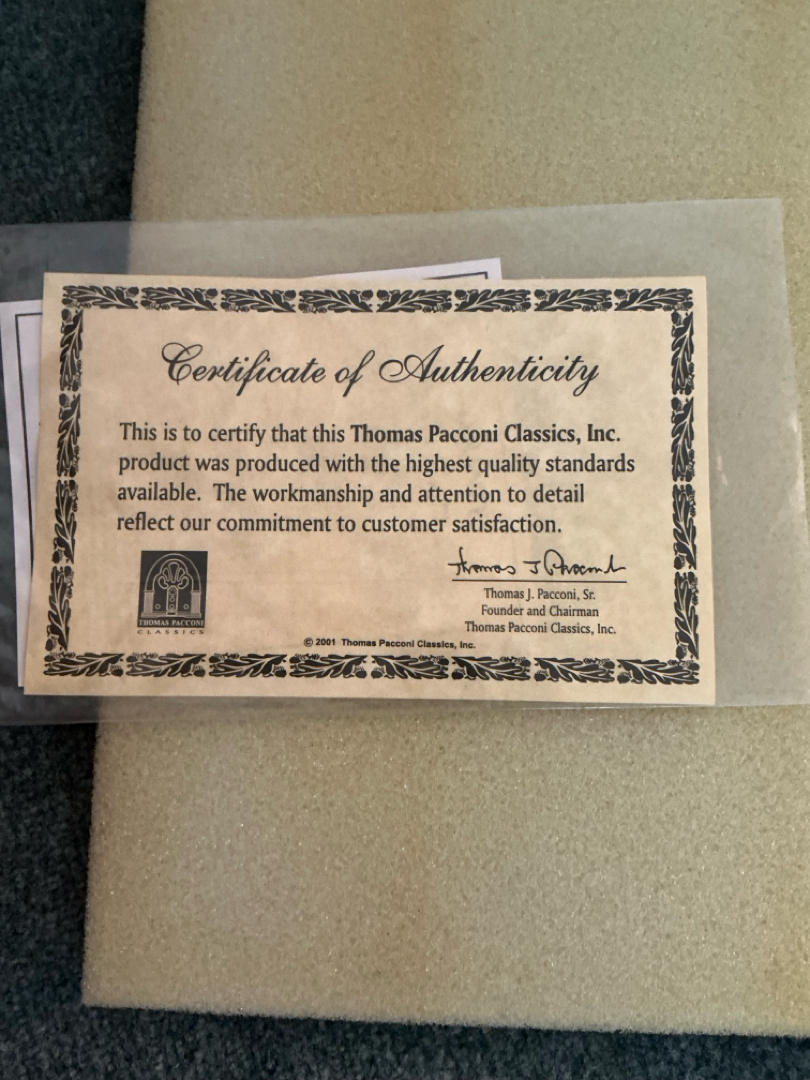 Certificate of Authenticity
This is to certify that this Thomas Pacconi Classics, Inc.
product was produced with the highest quality standards
available. The workmanship and attention to detail
reflect our commitment to customer satisfaction.
Thomas J Pacconi
Thomas J. Pacconi, Sr.
Founder and Chairman
Thomas Pacconi Classics, Inc.
THOMAS PACCONI
CLASSICS
© 2001 Thomas Pacconi Classics, Inc.